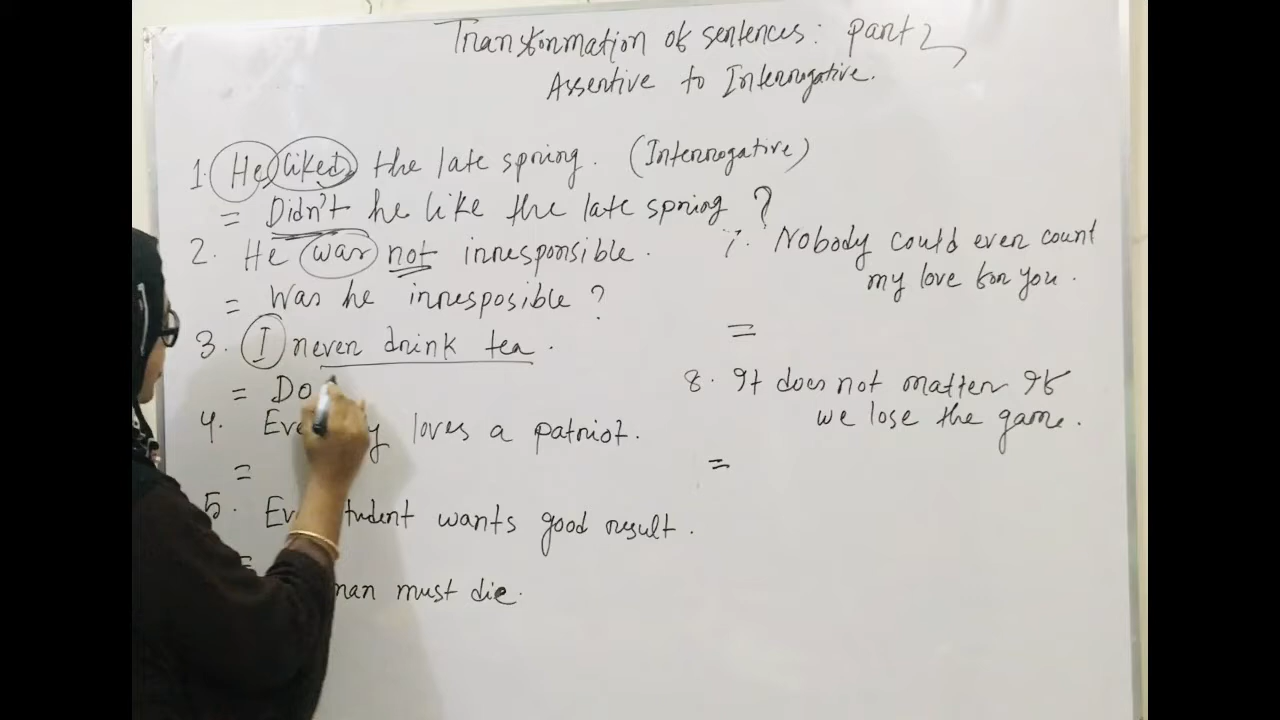 Transformation of sentences: part 2
Assertive to Interrogative.
1. He liked the late spring. (Interrogative)
= Didn't he like the late spring ?
2. He was not irresponsible.
= Was he irresposible ?
3. I never drink tea.
= Do
4. loves a patriot.
=
5. student wants good result.
man must die.
7. Nobody could even count
my love for you.
=
8. It does not matter If
we lose the game.
=